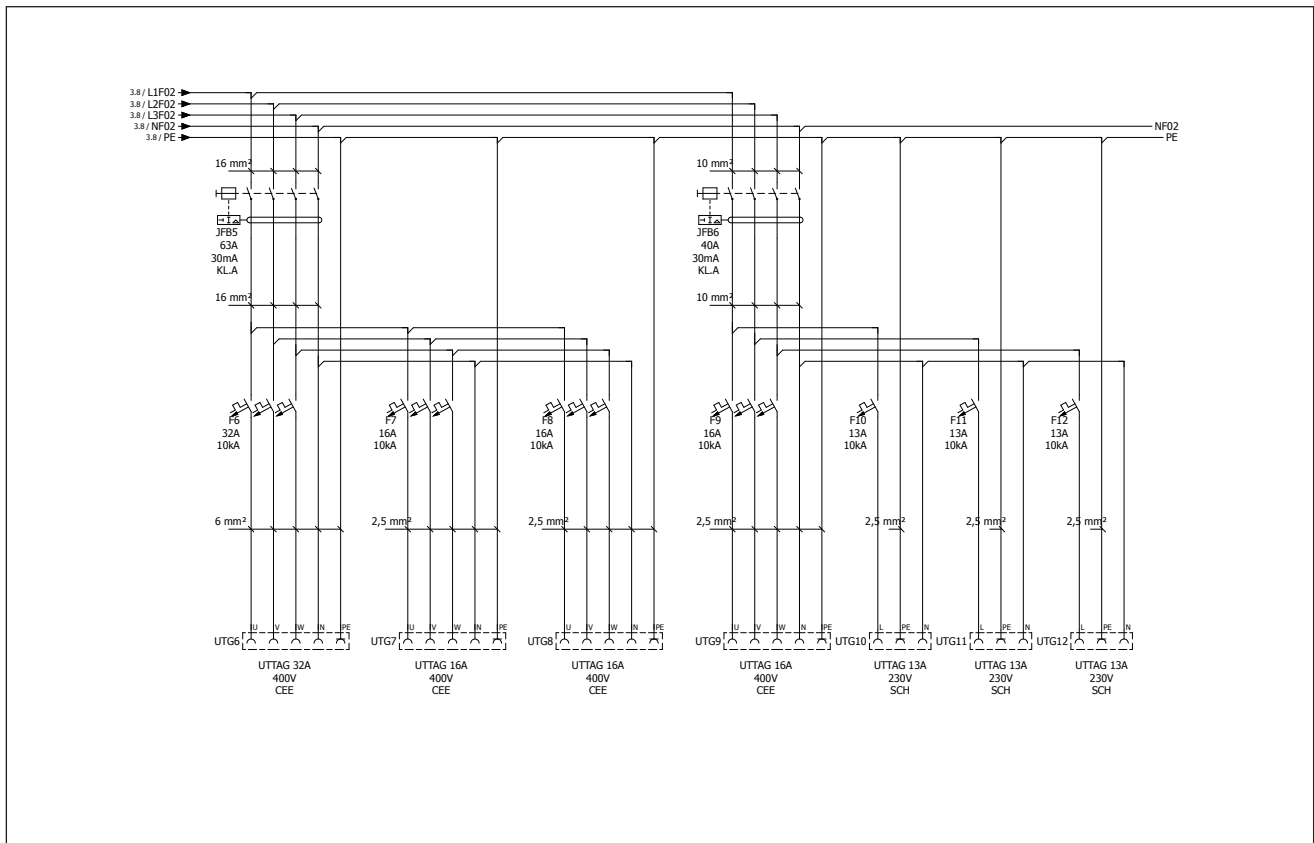 3.8 / L1F02
3.8 / L2F02
3.8 / L3F02
3.8 / NF02
3.8 / PE
NF02
PE
16 mm²
10 mm²
JFB5
63A
30mA
KL.A
JFB6
40A
30mA
KL.A
16 mm²
10 mm²
F6
32A
10kA
F7
16A
10kA
F8
16A
10kA
F9
16A
10kA
F10
13A
10kA
F11
13A
10kA
F12
13A
10kA
6 mm²
2,5 mm²
2,5 mm²
2,5 mm²
2,5 mm²
2,5 mm²
2,5 mm²
UTG6
U V W N PE
UTTAG 32A
400V
CEE
UTG7
U V W N PE
UTTAG 16A
400V
CEE
UTG8
U V W N PE
UTTAG 16A
400V
CEE
UTG9
U V W N PE
UTTAG 16A
400V
CEE
UTG10
L PE N
UTTAG 13A
230V
SCH
UTG11
L PE N
UTTAG 13A
230V
SCH
UTG12
L PE N
UTTAG 13A
230V
SCH